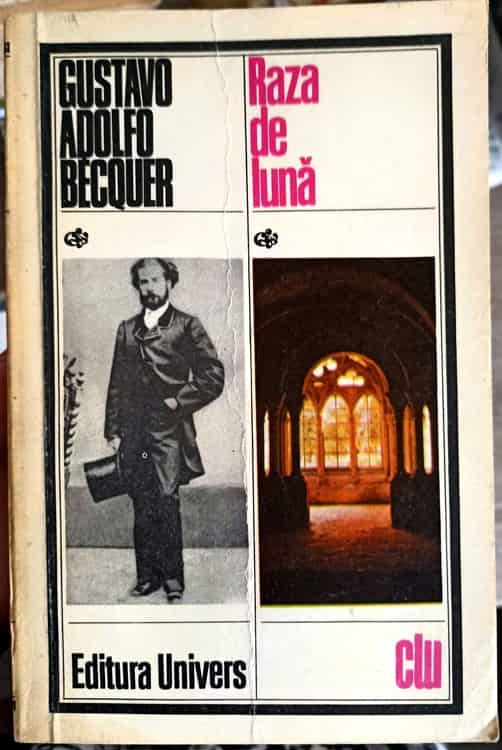 GUSTAVO
ADOLFO
BÉCQUER
Raza
de
lună
Editura Univers
clu